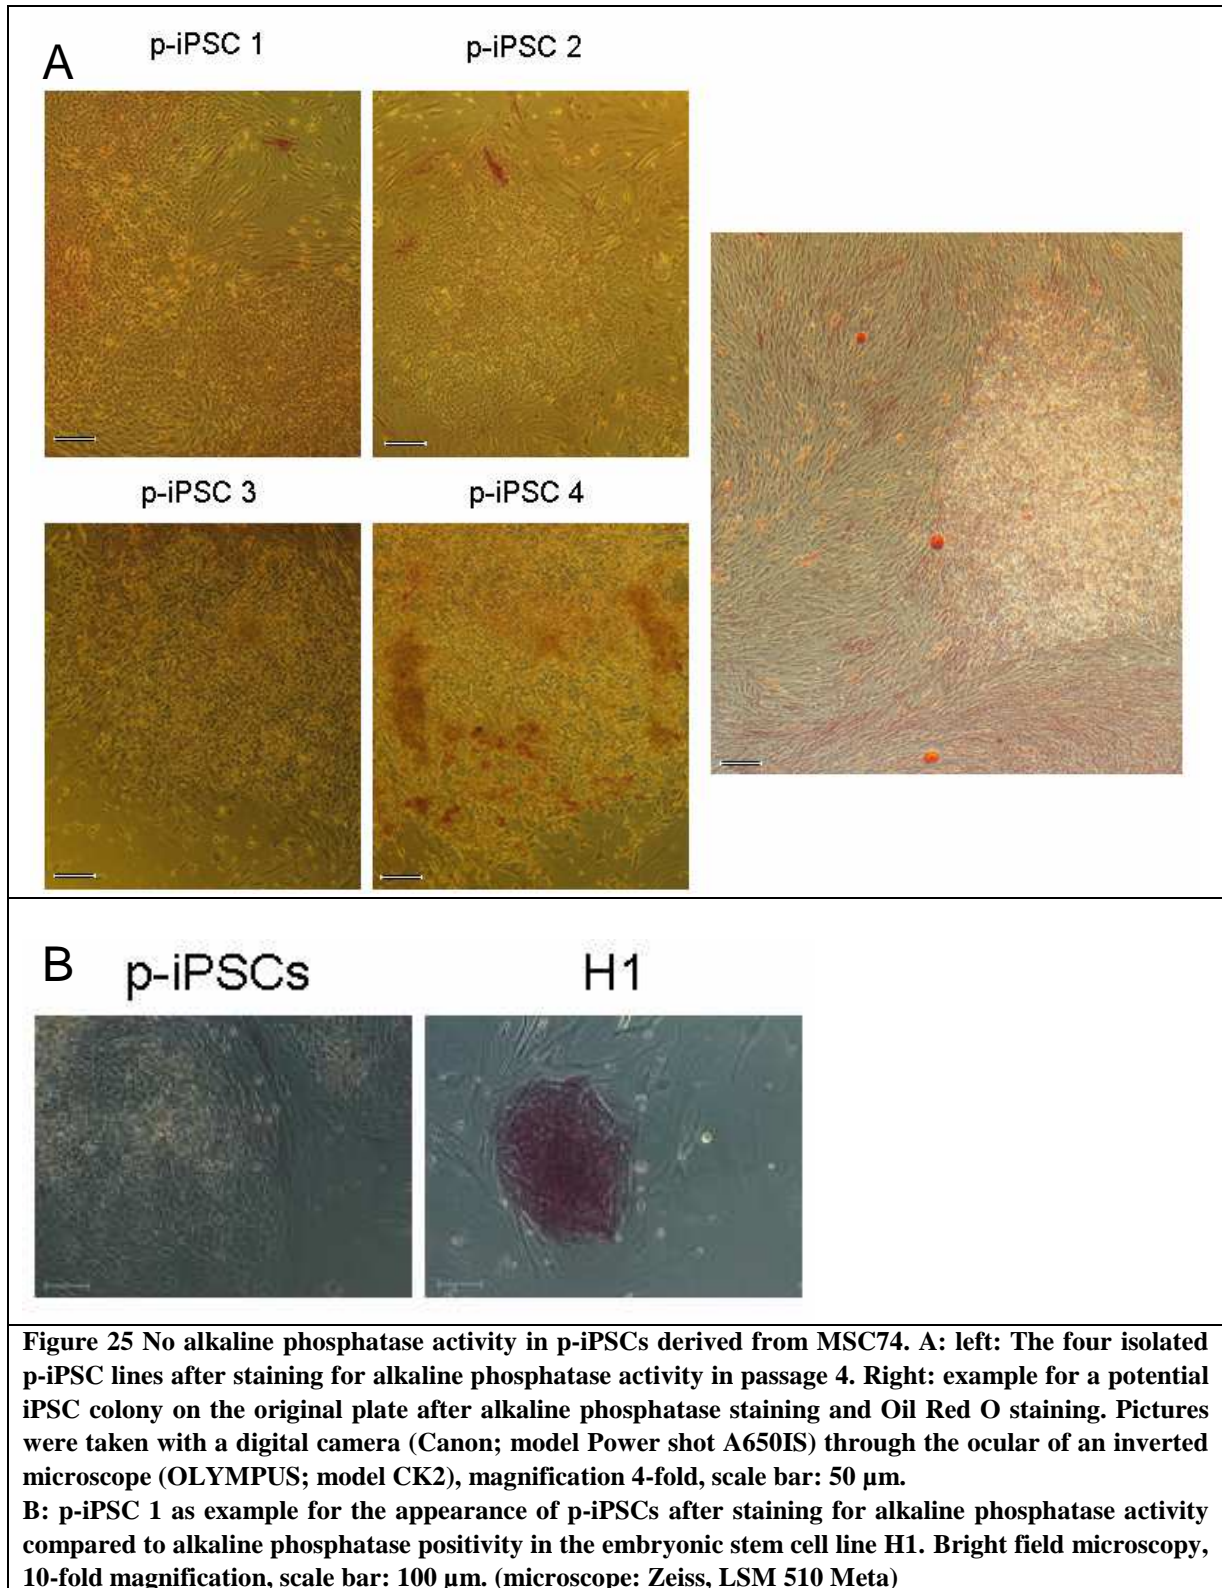 A
p-iPSC 1
p-iPSC 2
p-iPSC 3
p-iPSC 4
B
p-iPSCs
H1
Figure 25 No alkaline phosphatase activity in p-iPSCs derived from MSC74. A: left: The four isolated
p-iPSC lines after staining for alkaline phosphatase activity in passage 4. Right: example for a potential
iPSC colony on the original plate after alkaline phosphatase staining and Oil Red O staining. Pictures
were taken with a digital camera (Canon; model Power shot A650IS) through the ocular of an inverted
microscope (OLYMPUS; model CK2), magnification 4-fold, scale bar: 50 µm.
B: p-iPSC 1 as example for the appearance of p-iPSCs after staining for alkaline phosphatase activity
compared to alkaline phosphatase positivity in the embryonic stem cell line H1. Bright field microscopy,
10-fold magnification, scale bar: 100 µm. (microscope: Zeiss, LSM 510 Meta)